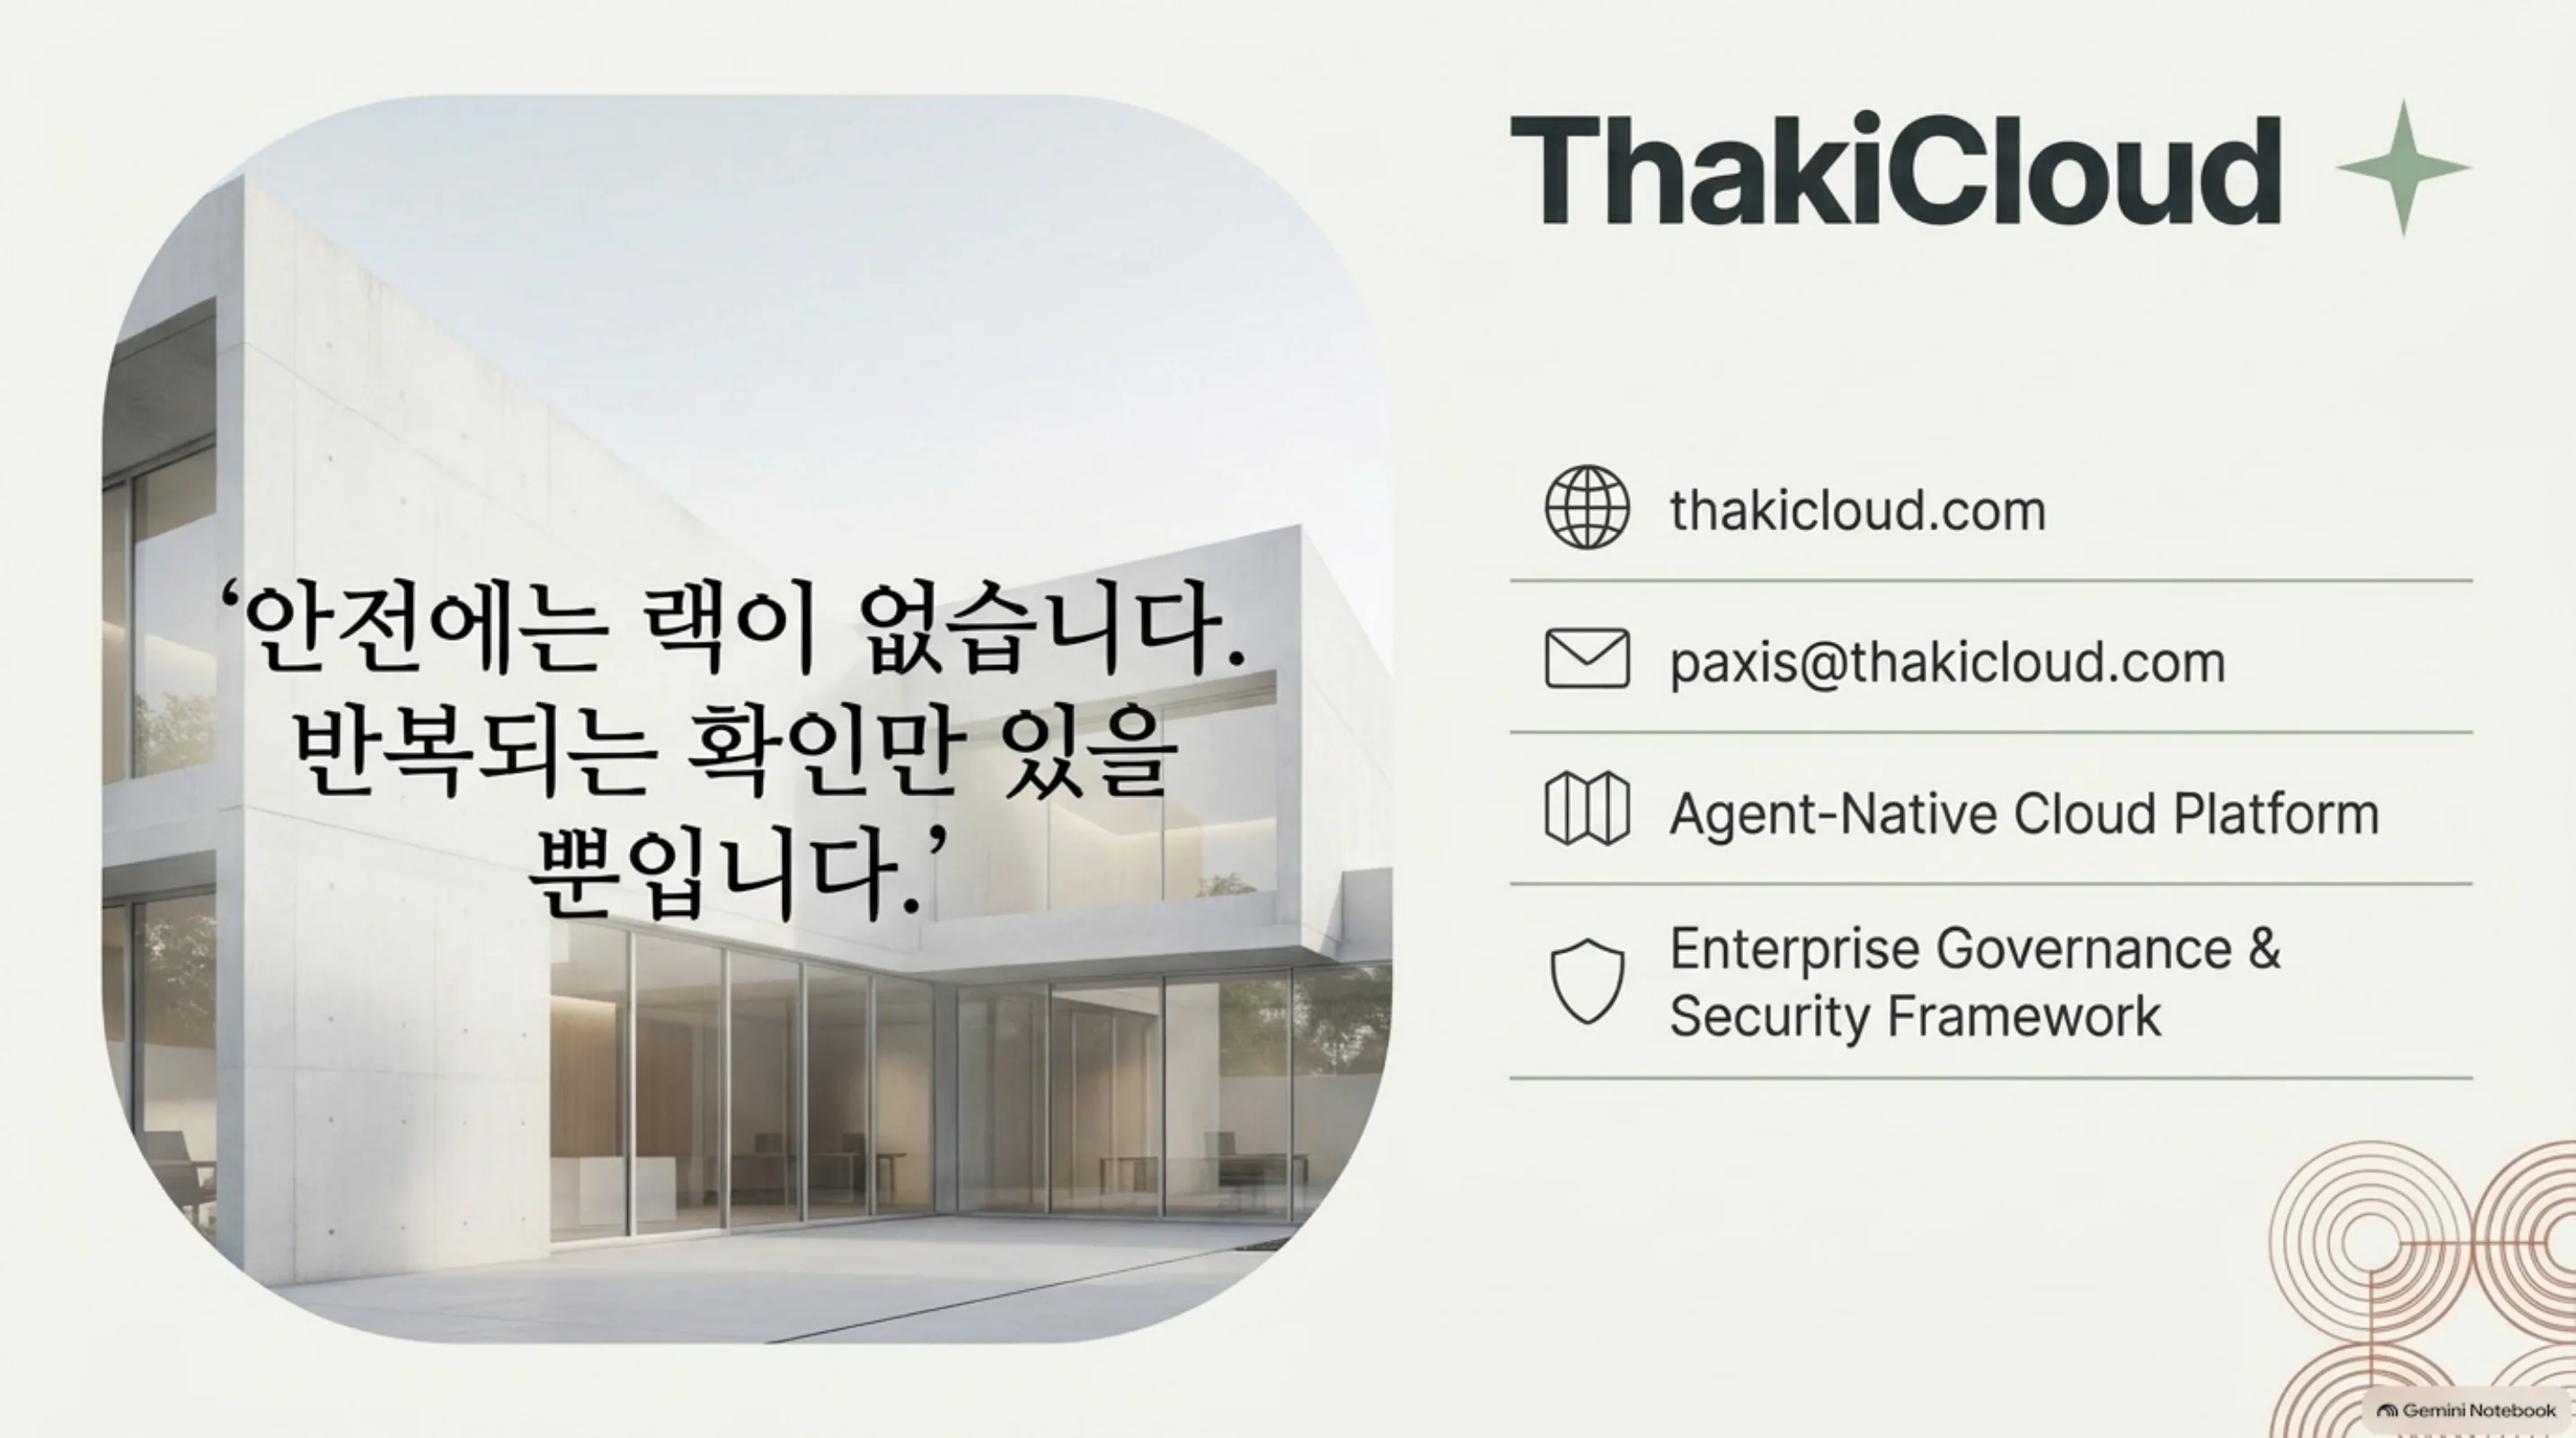 ‘안전에는 랙이 없습니다.
반복되는 확인만 있을
뿐입니다.’
ThakiCloud
thakicloud.com
paxis@thakicloud.com
Agent-Native Cloud Platform
Enterprise Governance &
Security Framework
Gemini Notebook